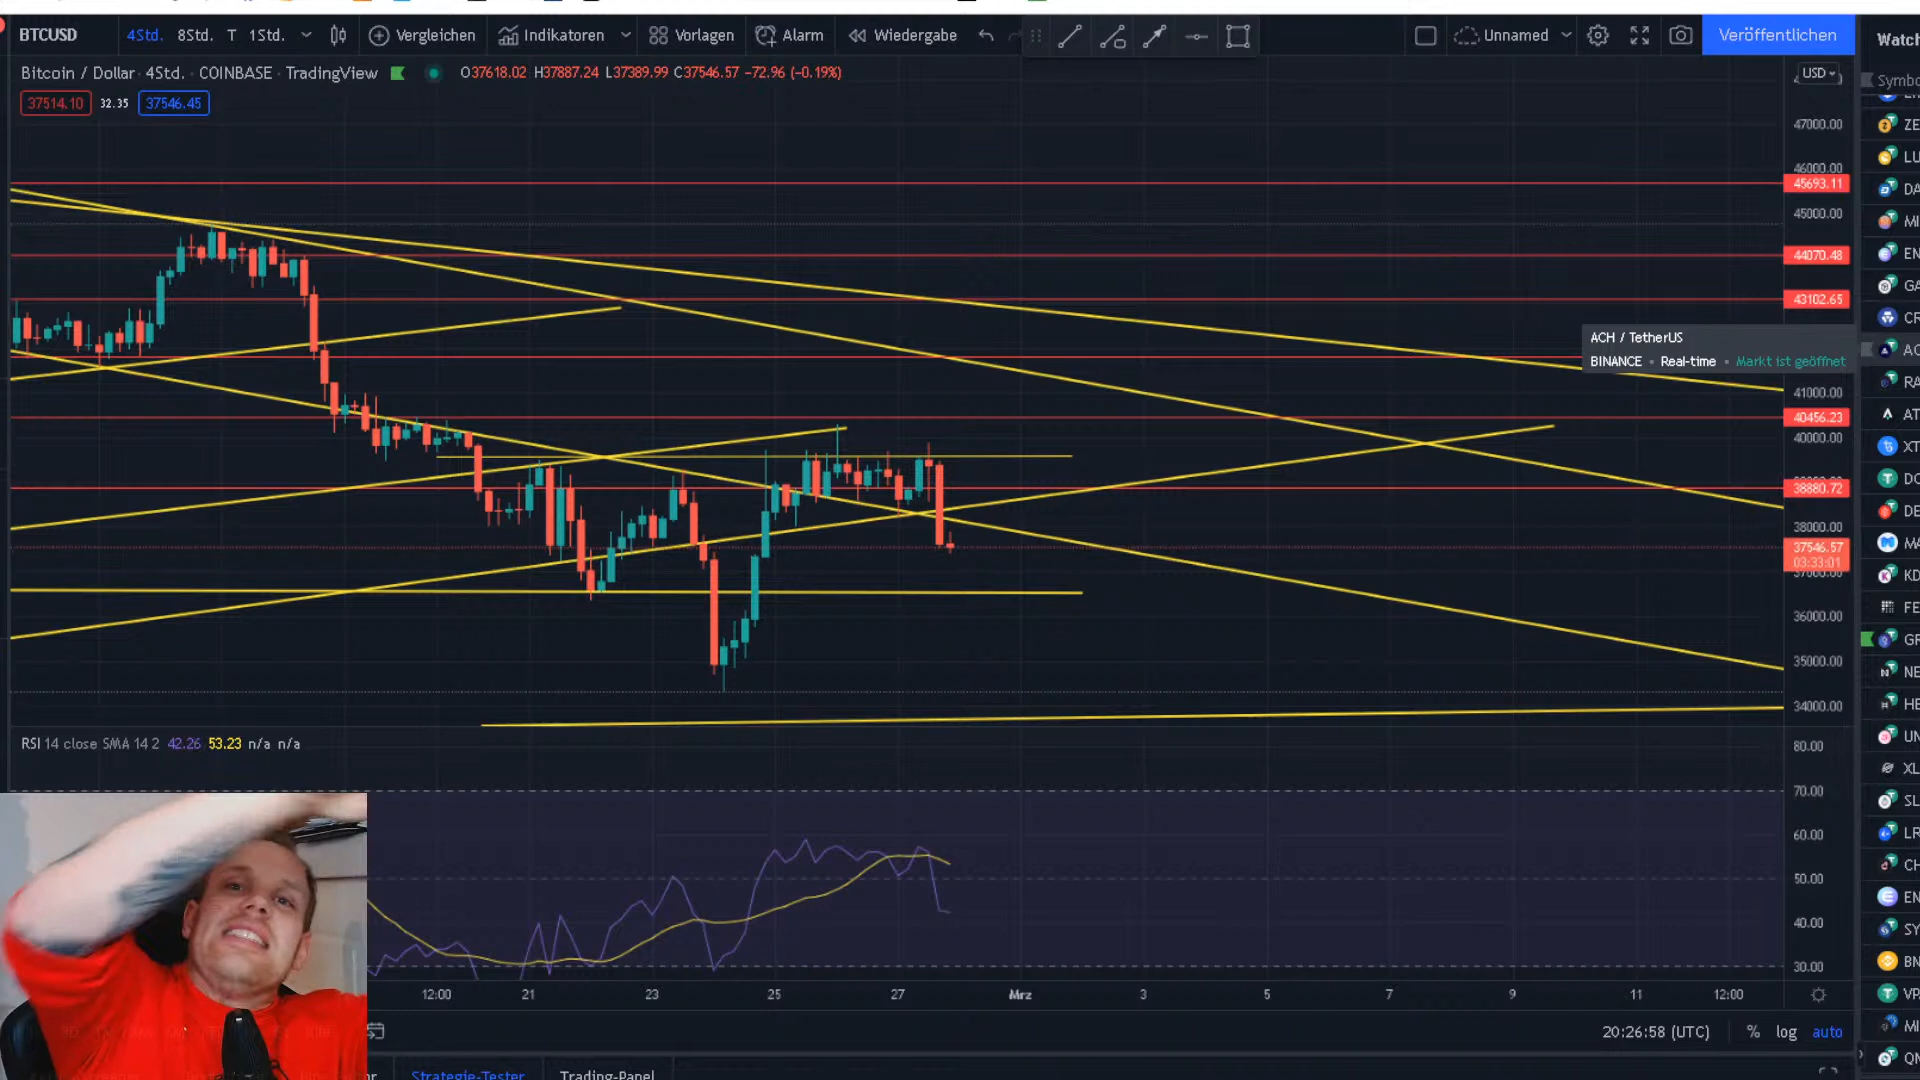 BTCUSD 4Std. 8Std. T 1Std. Vergleichen Indikatoren Vorlagen Alarm Wiedergabe Unnamed Veröffentlichen Watch
Bitcoin / Dollar · 4Std. · COINBASE · TradingView O37618.02 H37887.24 L37389.99 C37546.57 −72.96 (−0.19%) USD
Symbo
37514.10 32.35 37546.45
47000.00
46000.00
45693.11
45000.00
44070.48
43102.65
ACH / TetherUS
BINANCE · Real-time · Markt ist geöffnet
41000.00
40456.23
40000.00
38880.72
38000.00
37546.57
03:33:01
37000.00
36000.00
35000.00
34000.00
ZE
LU
DA
MI
EN
GA
CR
AC
RA
AT
XT
DO
DE
MA
KD
FE
GR
NE
HE
UN
XL
SL
LR
CH
EN
SY
BN
VP
MI
QN
RSI 14 close SMA 14 2 42.26 53.23 n/a n/a
80.00
70.00
60.00
50.00
40.00
30.00
12:00 21 23 25 27 Mrz 3 5 7 9 11 12:00
20:26:58 (UTC) % log auto
Strategie-Tester Trading-Panel